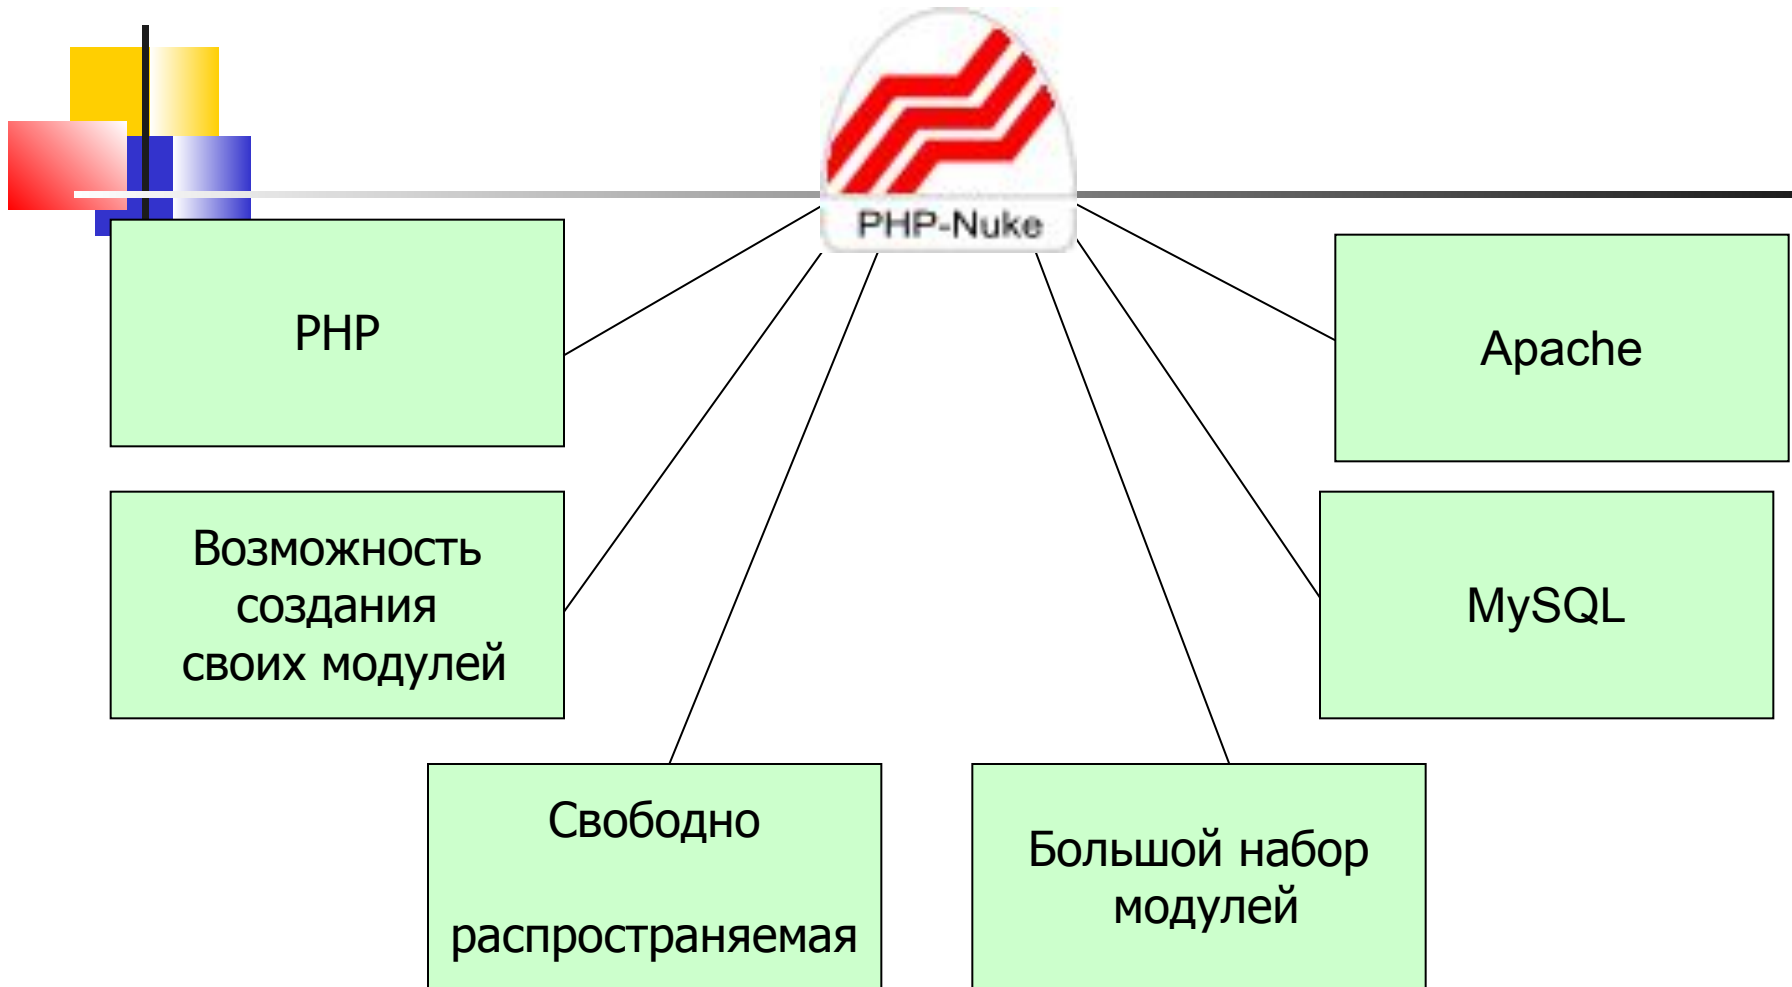 PHP-Nuke
PHP
Apache
Возможность
создания
своих модулей
MySQL
Свободно
распространяемая
Большой набор
модулей